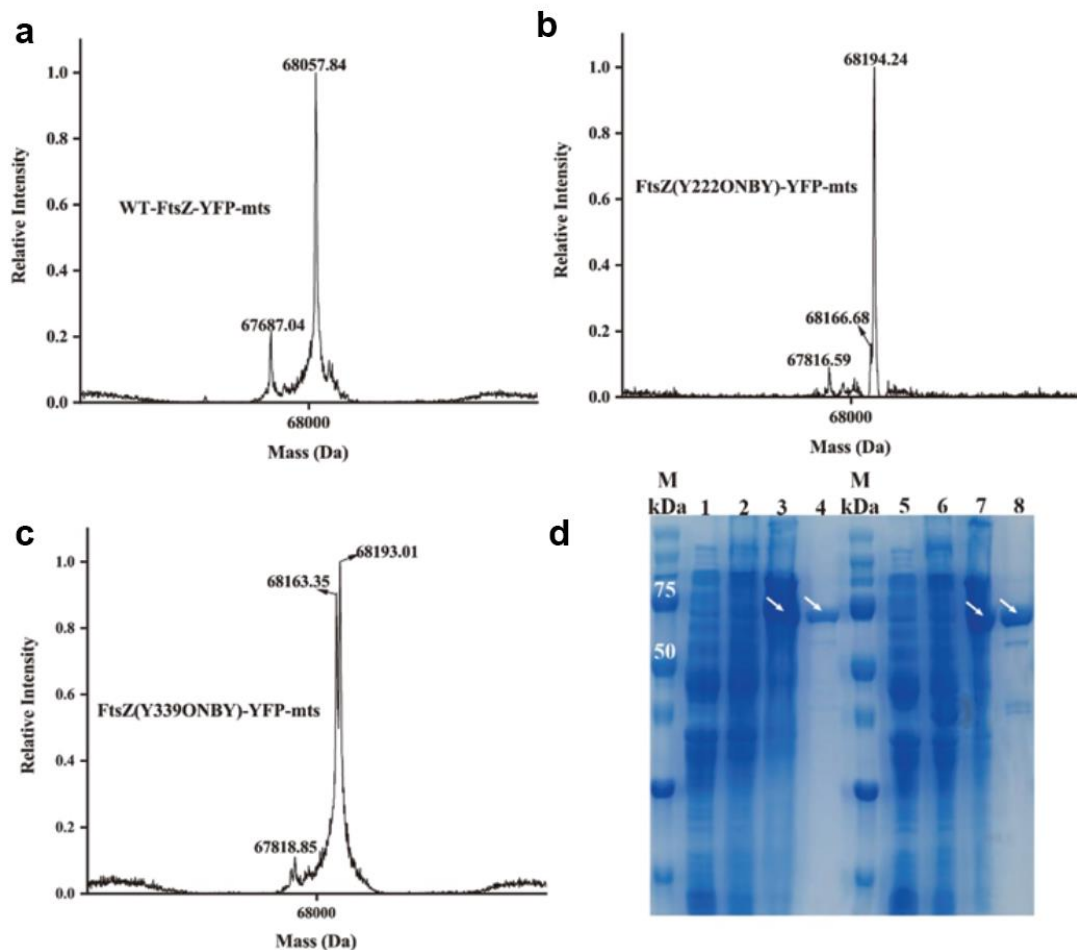 a
68057.84
WT-FtsZ-YFP-mts
67687.04
1.0
0.8
0.6
0.4
0.2
0.0
Relative Intensity
68000
Mass (Da)
b
68194.24
FtsZ(Y222ONBY)-YFP-mts
68166.68
67816.59
1.0
0.8
0.6
0.4
0.2
0.0
Relative Intensity
68000
Mass (Da)
c
68193.01
68163.35
FtsZ(Y339ONBY)-YFP-mts
67818.85
1.0
0.8
0.6
0.4
0.2
0.0
Relative Intensity
68000
Mass (Da)
d
M M
kDa 1 2 3 4 kDa 5 6 7 8
75
50